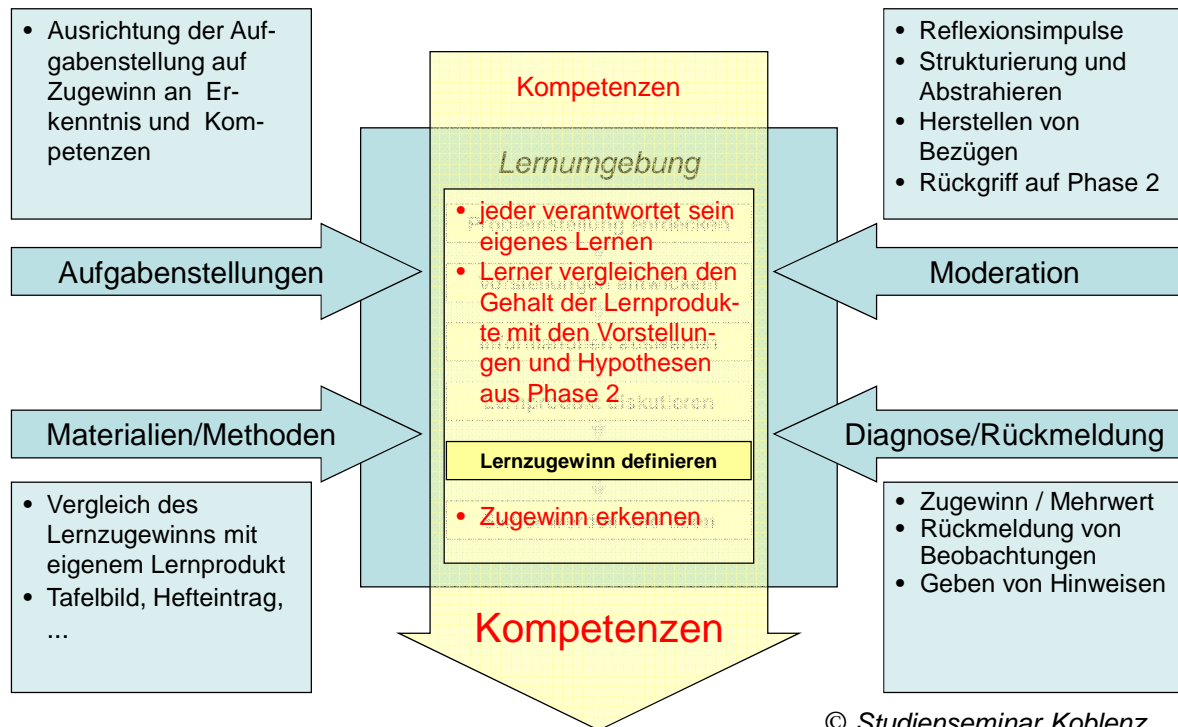 • Ausrichtung der Auf-
gabenstellung auf
Zugewinn an Er-
kenntnis und Kom-
petenzen
Aufgabenstellungen
Materialien/Methoden
• Vergleich des
Lernzugewinns mit
eigenem Lernprodukt
• Tafelbild, Hefteintrag,
...
Kompetenzen
Lernumgebung
• jeder verantwortet sein
eigenes Lernen
• Lerner vergleichen den
Gehalt der Lernproduk-
te mit den Vorstellun-
gen und Hypothesen
aus Phase 2
Lernprodukt diskutieren
Lernzugewinn definieren
• Zugewinn erkennen
Kompetenzen
• Reflexionsimpulse
• Strukturierung und
Abstrahieren
• Herstellen von
Bezügen
• Rückgriff auf Phase 2
Moderation
Diagnose/Rückmeldung
• Zugewinn / Mehrwert
• Rückmeldung von
Beobachtungen
• Geben von Hinweisen
© Studienseminar Koblenz